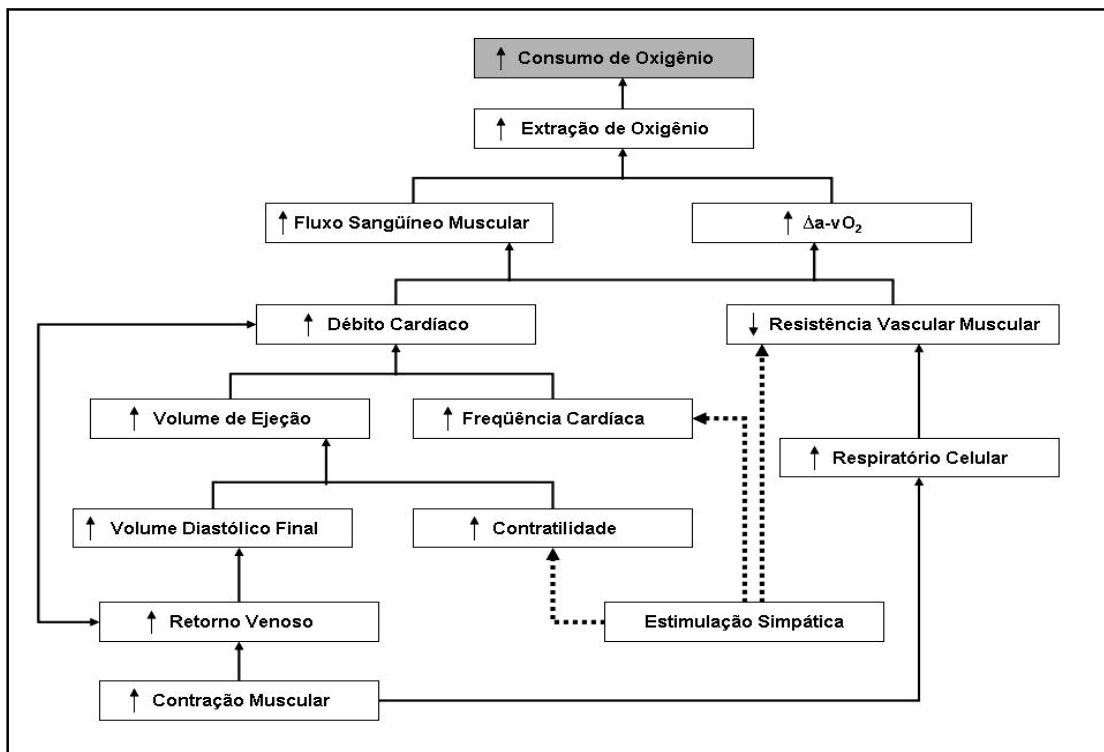 ↑ Consumo de Oxigênio
↑ Extração de Oxigênio
↑ Fluxo Sangüíneo Muscular
↑ Δa-vO₂
↑ Débito Cardíaco
↓ Resistência Vascular Muscular
↑ Volume de Ejeção
↑ Freqüência Cardíaca
↑ Respiratório Celular
↑ Volume Diastólico Final
↑ Contratilidade
↑ Retorno Venoso
Estimulação Simpática
↑ Contração Muscular